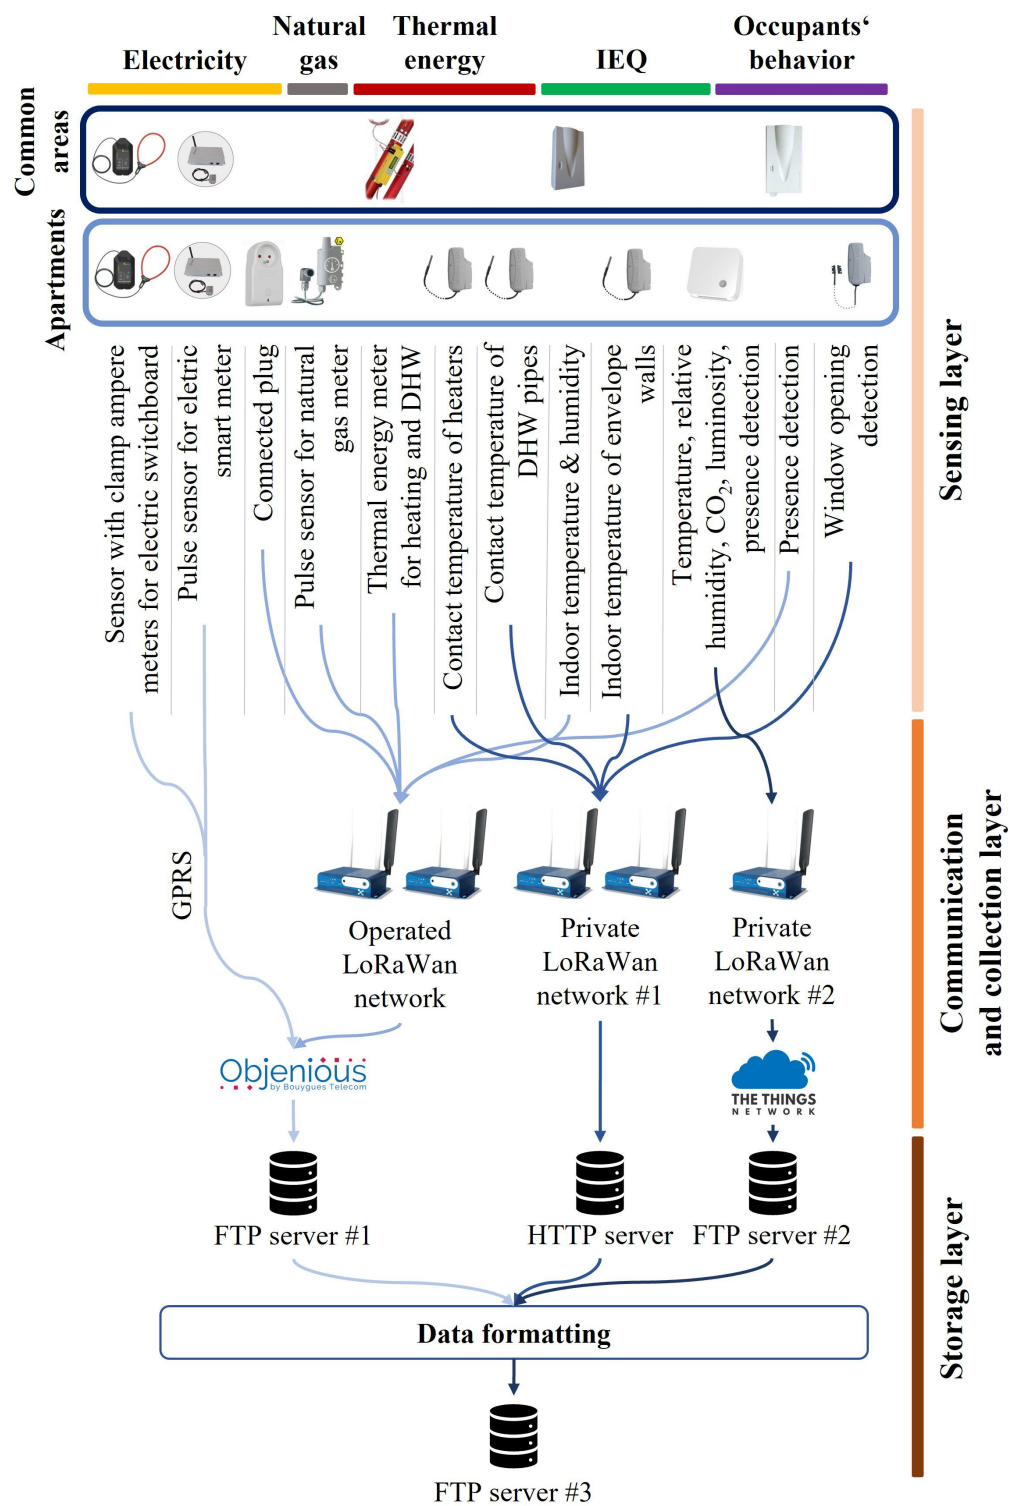 Electricity
Natural
gas
Thermal
energy
IEQ
Occupants‘
behavior
Common
areas
Apartments
Sensor with clamp ampere
meters for electric switchboard
Pulse sensor for eletric
smart meter
Connected plug
Pulse sensor for natural
gas meter
Thermal energy meter
for heating and DHW
Contact temperature of heaters
Contact temperature of
DHW pipes
Indoor temperature & humidity
Indoor temperature of envelope
walls
Temperature, relative
humidity, CO₂, luminosity,
presence detection
Presence detection
Window opening
detection
Sensing layer
GPRS
Operated
LoRaWan
network
Private
LoRaWan
network #1
Private
LoRaWan
network #2
Communication
and collection layer
Objenious
by Bouygues Telecom
THE THINGS
NETWORK
FTP server #1
HTTP server
FTP server #2
Data formatting
FTP server #3
Storage layer